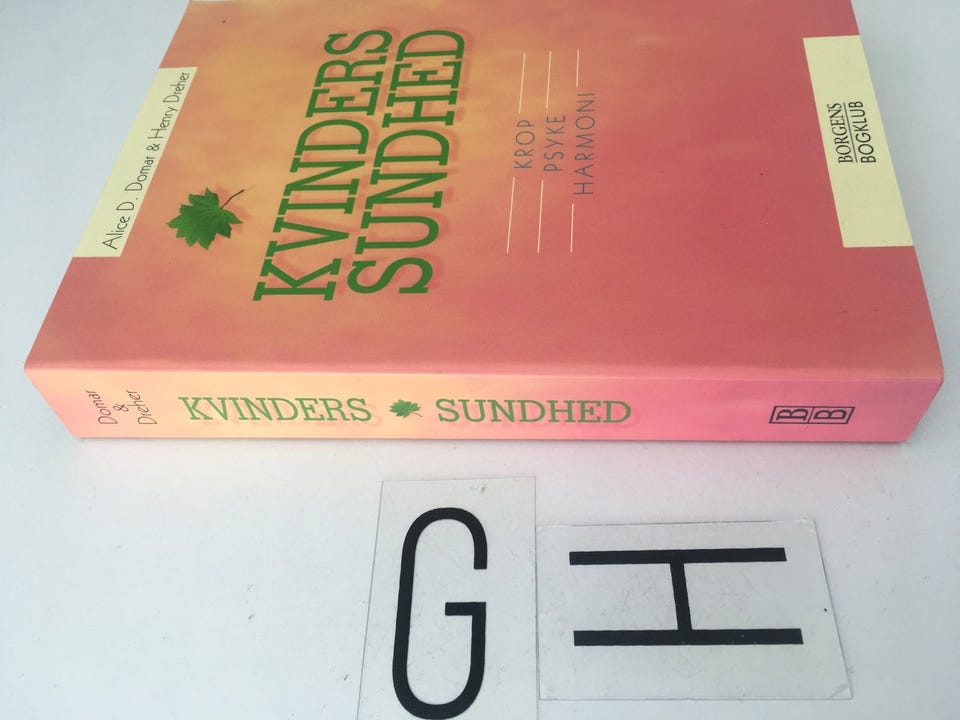 Alice D. Domar & Henry Dreher
KVINDERS
SUNDHED
KROP
PSYKE
HARMONI
BORGENS
BOGKLUB
Domar
&
Dreher
KVINDERS SUNDHED
BB
G
H